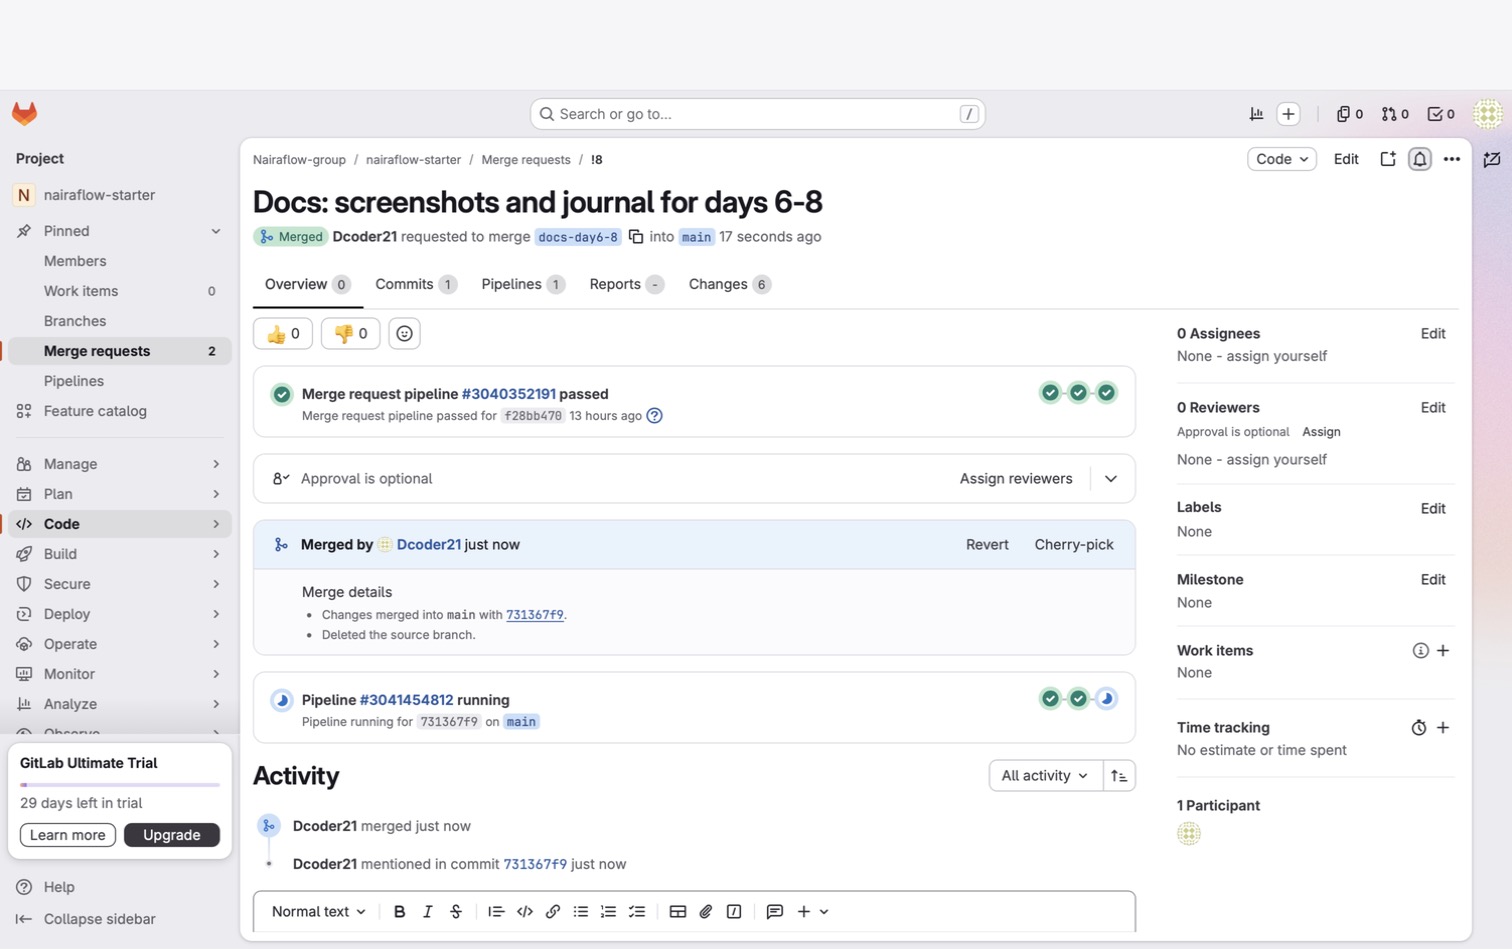 Search or go to...
/
0
0
0
Project
N nairaflow-starter
Pinned
Members
Work items 0
Branches
Merge requests 2
Pipelines
Feature catalog
Manage
Plan
Code
Build
Secure
Deploy
Operate
Monitor
Analyze
Observe
GitLab Ultimate Trial
29 days left in trial
Learn more
Upgrade
Help
Collapse sidebar
Nairaflow-group / nairaflow-starter / Merge requests / !8
Code
Edit
Docs: screenshots and journal for days 6-8
Merged Dcoder21 requested to merge docs-day6-8 into main 17 seconds ago
Overview 0
Commits 1
Pipelines 1
Reports -
Changes 6
0
0
Merge request pipeline #3040352191 passed
Merge request pipeline passed for f28bb470 13 hours ago
Approval is optional
Assign reviewers
Merged by Dcoder21 just now
Revert
Cherry-pick
Merge details
• Changes merged into main with 731367f9.
• Deleted the source branch.
Pipeline #3041454812 running
Pipeline running for 731367f9 on main
Activity
All activity
Dcoder21 merged just now
Dcoder21 mentioned in commit 731367f9 just now
Normal text
B I S
0 Assignees
Edit
None - assign yourself
0 Reviewers
Edit
Approval is optional Assign
None - assign yourself
Labels
Edit
None
Milestone
Edit
None
Work items
None
Time tracking
No estimate or time spent
1 Participant